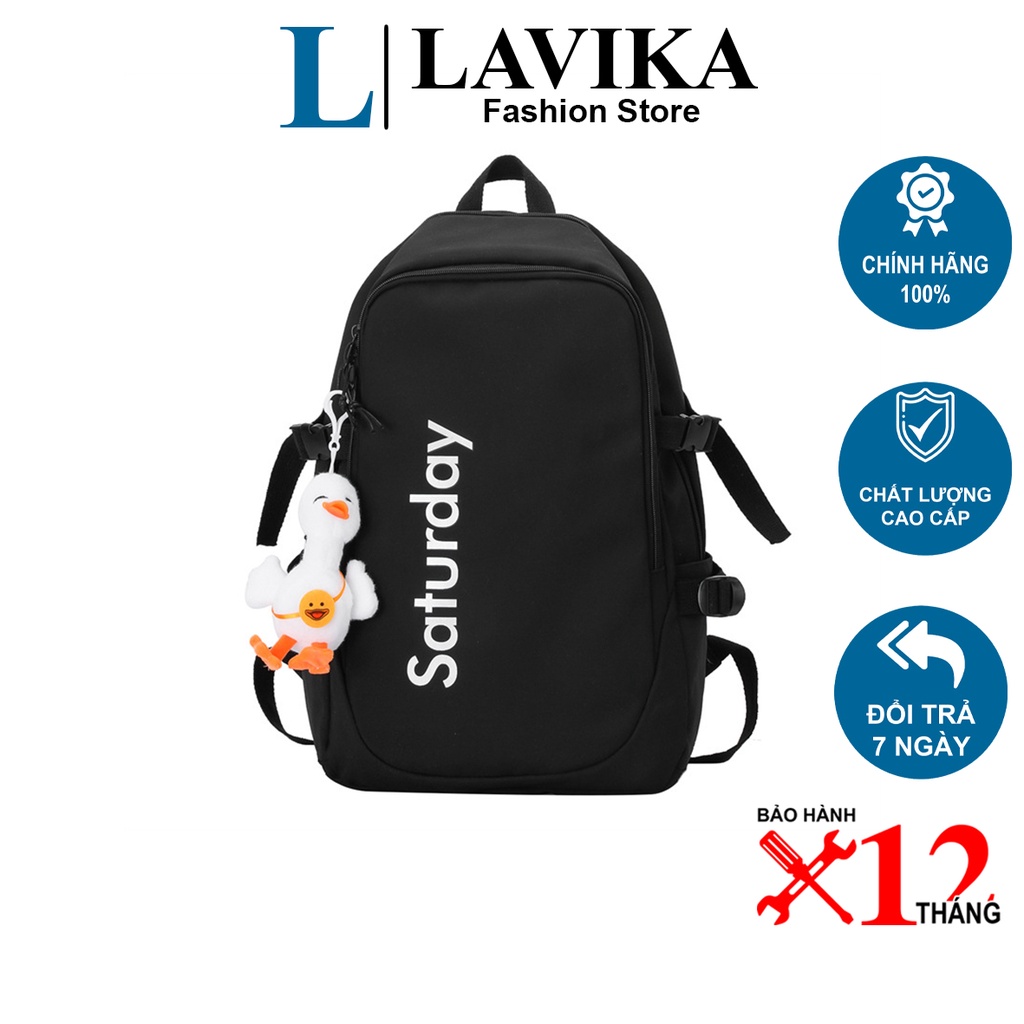 L LAVIKA
Fashion Store
CHÍNH HÃNG
100%
CHẤT LƯỢNG
CAO CẤP
Saturday
ĐỔI TRẢ
7 NGÀY
BẢO HÀNH
12
THÁNG